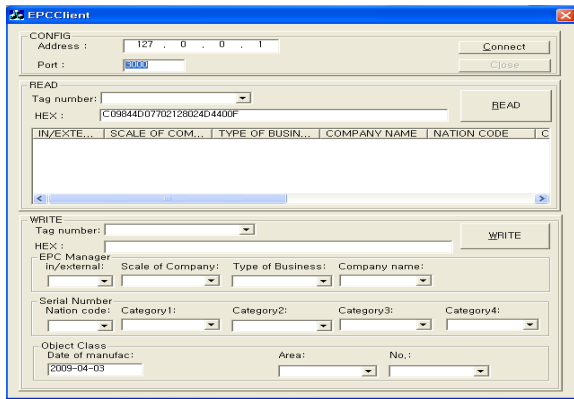 EPCClient
CONFIG
Address : 127 . 0 . 0 . 1
Connect
Port : 3000
Close
READ
Tag number:
READ
HEX : C09844D07702128024D4400F
IN/EXTE... SCALE OF COM... TYPE OF BUSIN... COMPANY NAME NATION CODE C
WRITE
Tag number:
WRITE
HEX :
EPC Manager
in/external: Scale of Company: Type of Business: Company name:
Serial Number
Nation code: Category1: Category2: Category3: Category4:
Object Class
Date of manufac: Area: No,:
2009-04-03